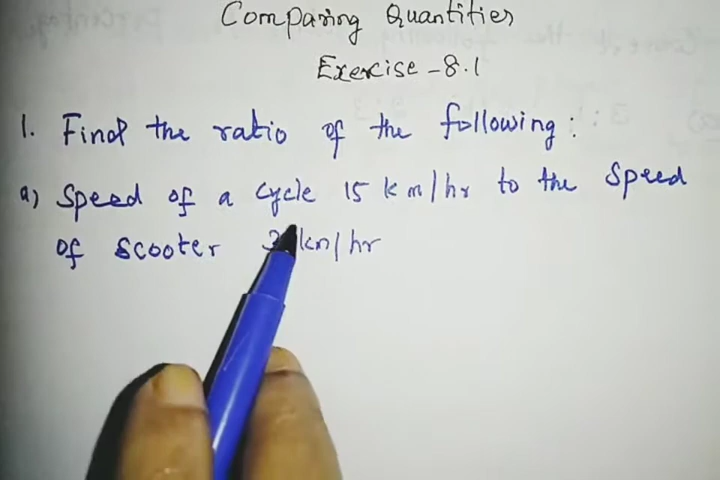 Comparing Quantities
Exercise - 8.1
1. Find the ratio of the following:
a) Speed of a cycle 15 km/hr to the speed
of scooter km/hr